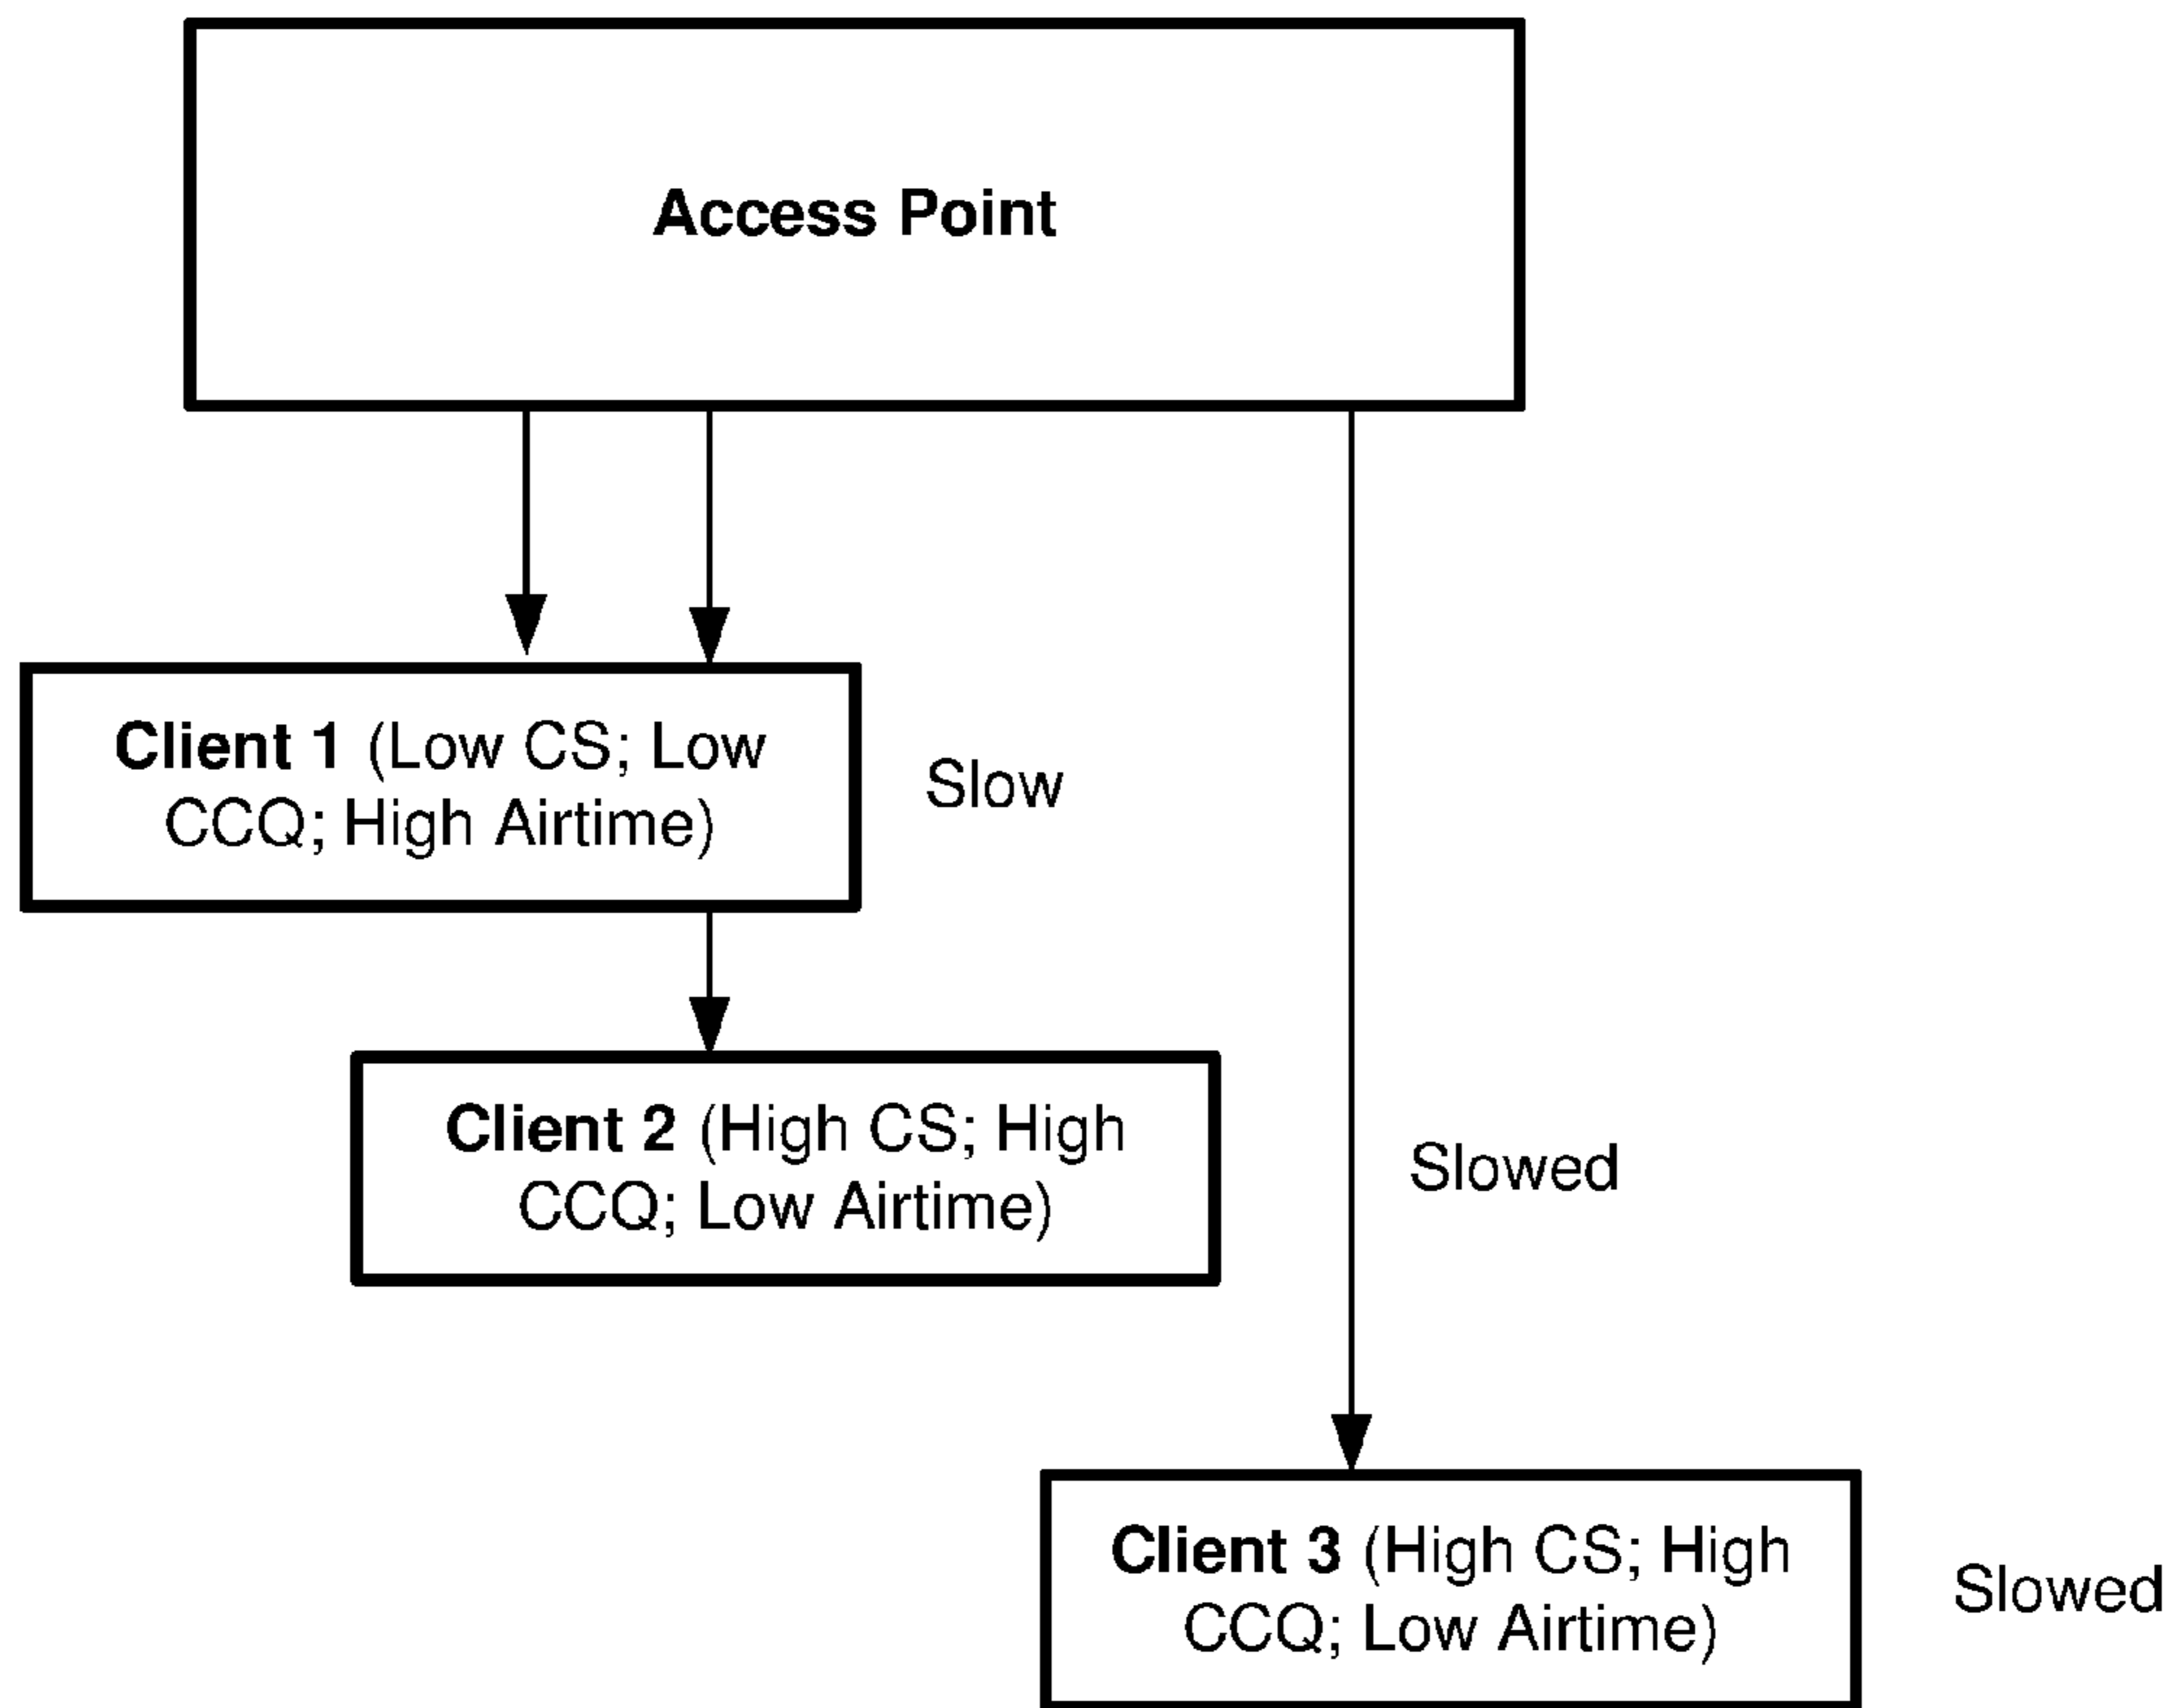 Access Point
Client 1 (Low CS; Low
CCQ; High Airtime)
Slow
Client 2 (High CS; High
CCQ; Low Airtime)
Slowed
Client 3 (High CS; High
CCQ; Low Airtime)
Slowed